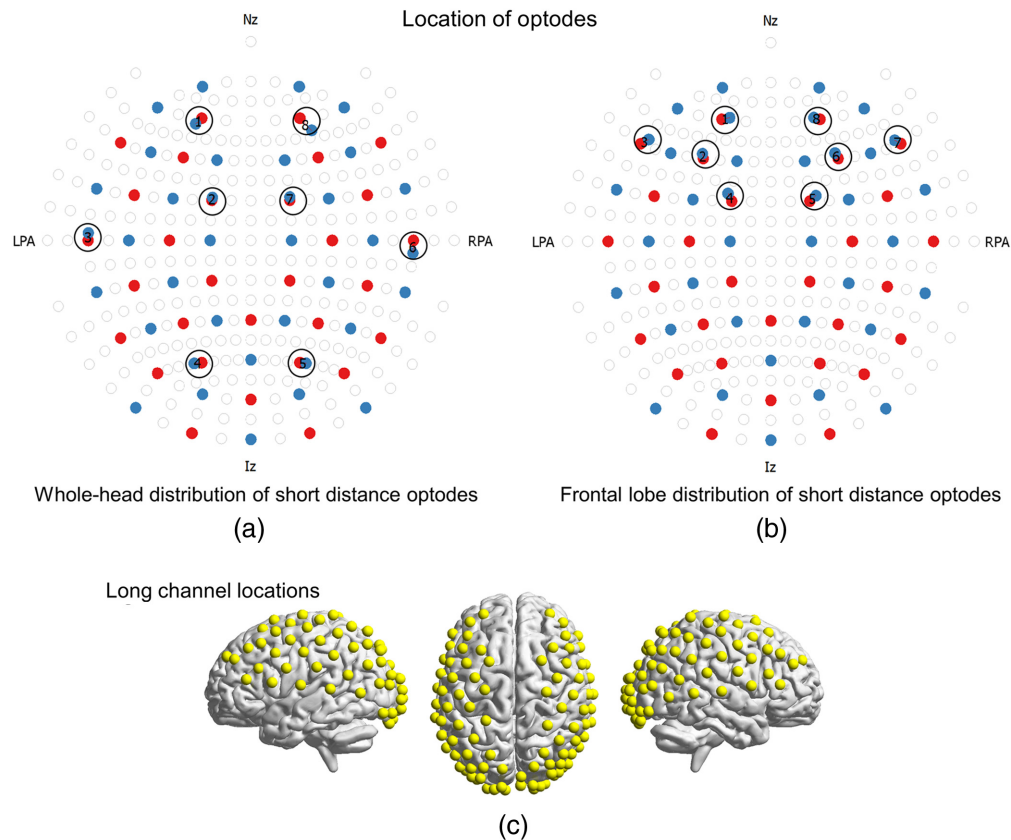 Location of optodes
Nz
Nz
1
8
2
7
3
6
LPA
RPA
4
5
Iz
1
8
3
7
2
6
4
5
LPA
RPA
Iz
Whole-head distribution of short distance optodes
Frontal lobe distribution of short distance optodes
(a)
(b)
Long channel locations
(c)